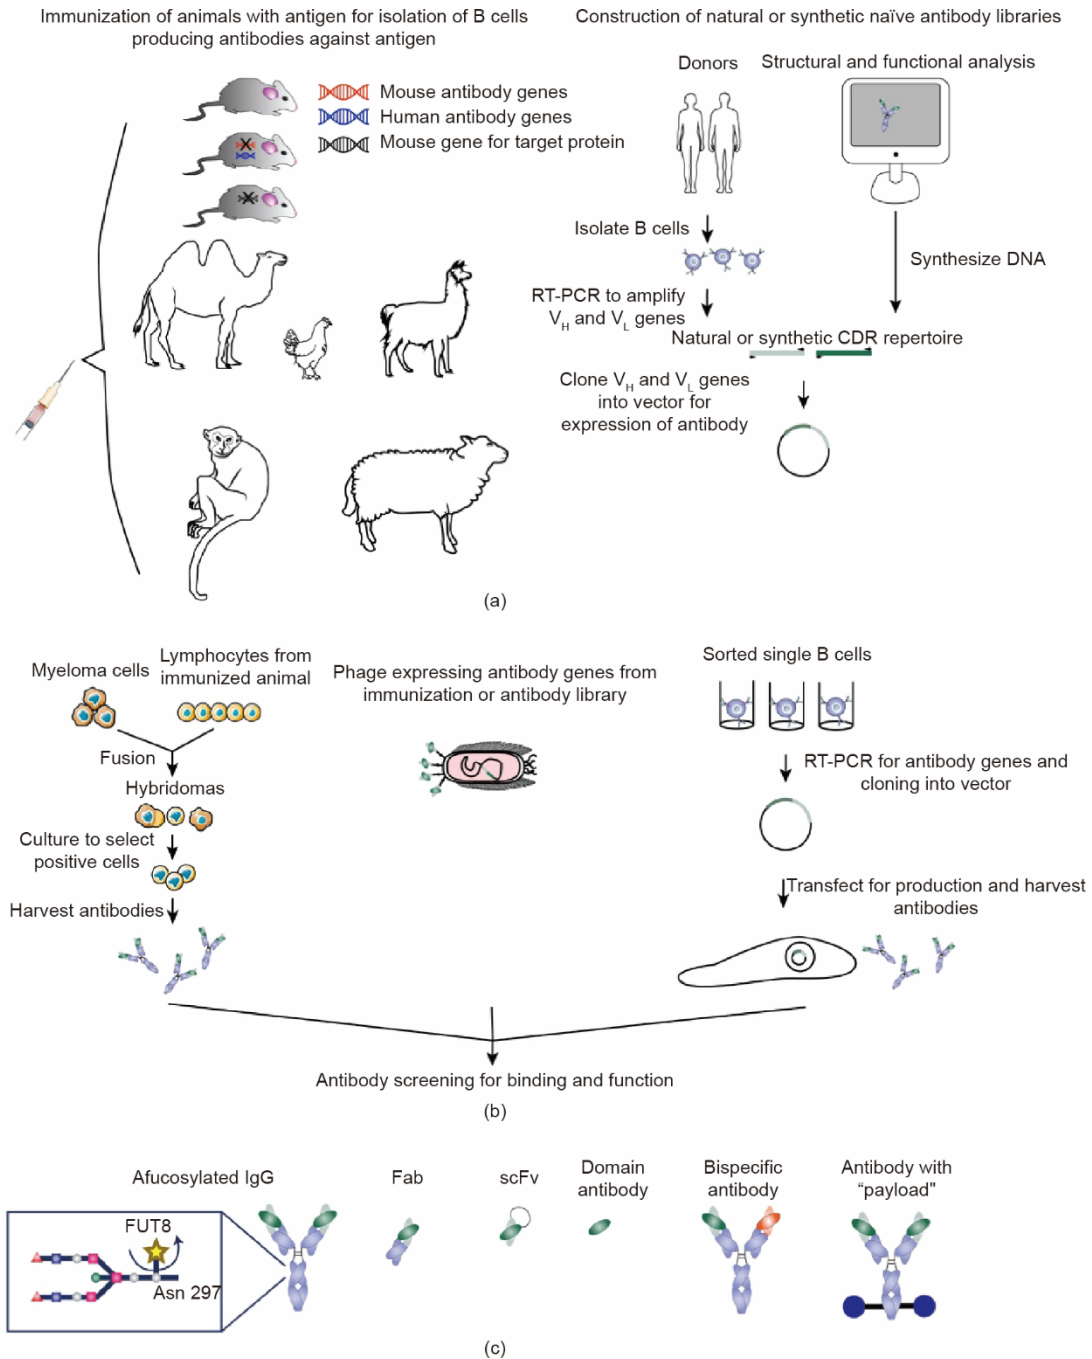 Immunization of animals with antigen for isolation of B cells
producing antibodies against antigen
Mouse antibody genes
Human antibody genes
Mouse gene for target protein
Construction of natural or synthetic naïve antibody libraries
Donors
Structural and functional analysis
Isolate B cells
Synthesize DNA
RT-PCR to amplify
V_H and V_L genes
Natural or synthetic CDR repertoire
Clone V_H and V_L genes
into vector for
expression of antibody
(a)
Myeloma cells
Lymphocytes from
immunized animal
Fusion
Hybridomas
Culture to select
positive cells
Harvest antibodies
Phage expressing antibody genes from
immunization or antibody library
Sorted single B cells
RT-PCR for antibody genes and
cloning into vector
Transfect for production and harvest
antibodies
Antibody screening for binding and function
(b)
Afucosylated IgG
FUT8
Asn 297
Fab
scFv
Domain
antibody
Bispecific
antibody
Antibody with
"payload"
(c)